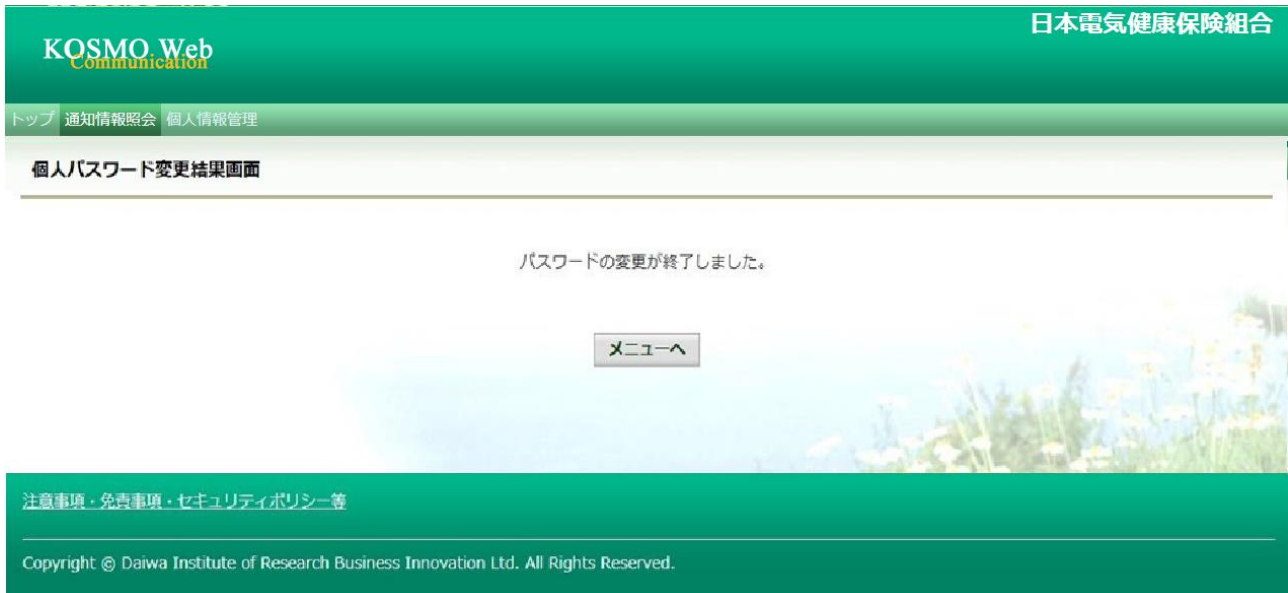 日本電気健康保険組合
KOSMO Web
Communication
トップ 通知情報照会 個人情報管理
個人パスワード変更結果画面
パスワードの変更が終了しました。
メニューへ
注意事項・免責事項・セキュリティポリシー等
Copyright © Daiwa Institute of Research Business Innovation Ltd. All Rights Reserved.